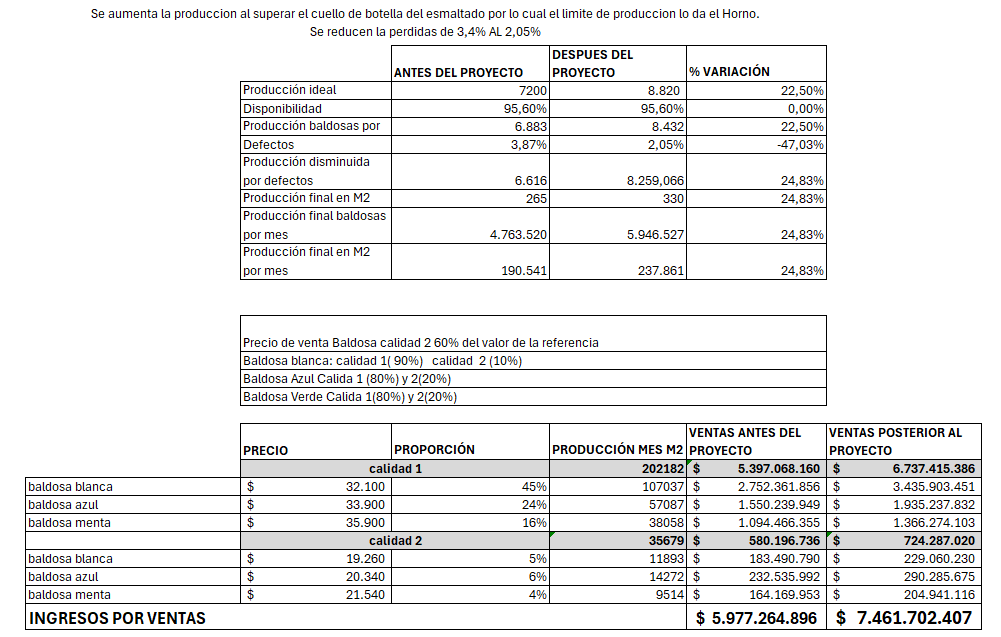 Se aumenta la produccion al superar el cuello de botella del esmaltado por lo cual el limite de produccion lo da el Horno.
Se reducen la perdidas de 3,4% AL 2,05%
ANTES DEL PROYECTO DESPUES DEL PROYECTO % VARIACIÓN
Producción ideal 7200 8.820 22,50%
Disponibilidad 95,60% 95,60% 0,00%
Producción baldosas por 6.883 8.432 22,50%
Defectos 3,87% 2,05% -47,03%
Producción disminuida
por defectos 6.616 8.259,066 24,83%
Producción final en M2 265 330 24,83%
Producción final baldosas
por mes 4.763.520 5.946.527 24,83%
Producción final en M2
por mes 190.541 237.861 24,83%
Precio de venta Baldosa calidad 2 60% del valor de la referencia
Baldosa blanca: calidad 1( 90%) calidad 2 (10%)
Baldosa Azul Calida 1 (80%) y 2(20%)
Baldosa Verde Calida 1(80%) y 2(20%)
PRECIO PROPORCIÓN PRODUCCIÓN MES M2 VENTAS ANTES DEL PROYECTO VENTAS POSTERIOR AL PROYECTO
calidad 1 202182 $ 5.397.068.160 $ 6.737.415.386
baldosa blanca $ 32.100 45% 107037 $ 2.752.361.856 $ 3.435.903.451
baldosa azul $ 33.900 24% 57087 $ 1.550.239.949 $ 1.935.237.832
baldosa menta $ 35.900 16% 38058 $ 1.094.466.355 $ 1.366.274.103
calidad 2 35679 $ 580.196.736 $ 724.287.020
baldosa blanca $ 19.260 5% 11893 $ 183.490.790 $ 229.060.230
baldosa azul $ 20.340 6% 14272 $ 232.535.992 $ 290.285.675
baldosa menta $ 21.540 4% 9514 $ 164.169.953 $ 204.941.116
INGRESOS POR VENTAS $ 5.977.264.896 $ 7.461.702.407